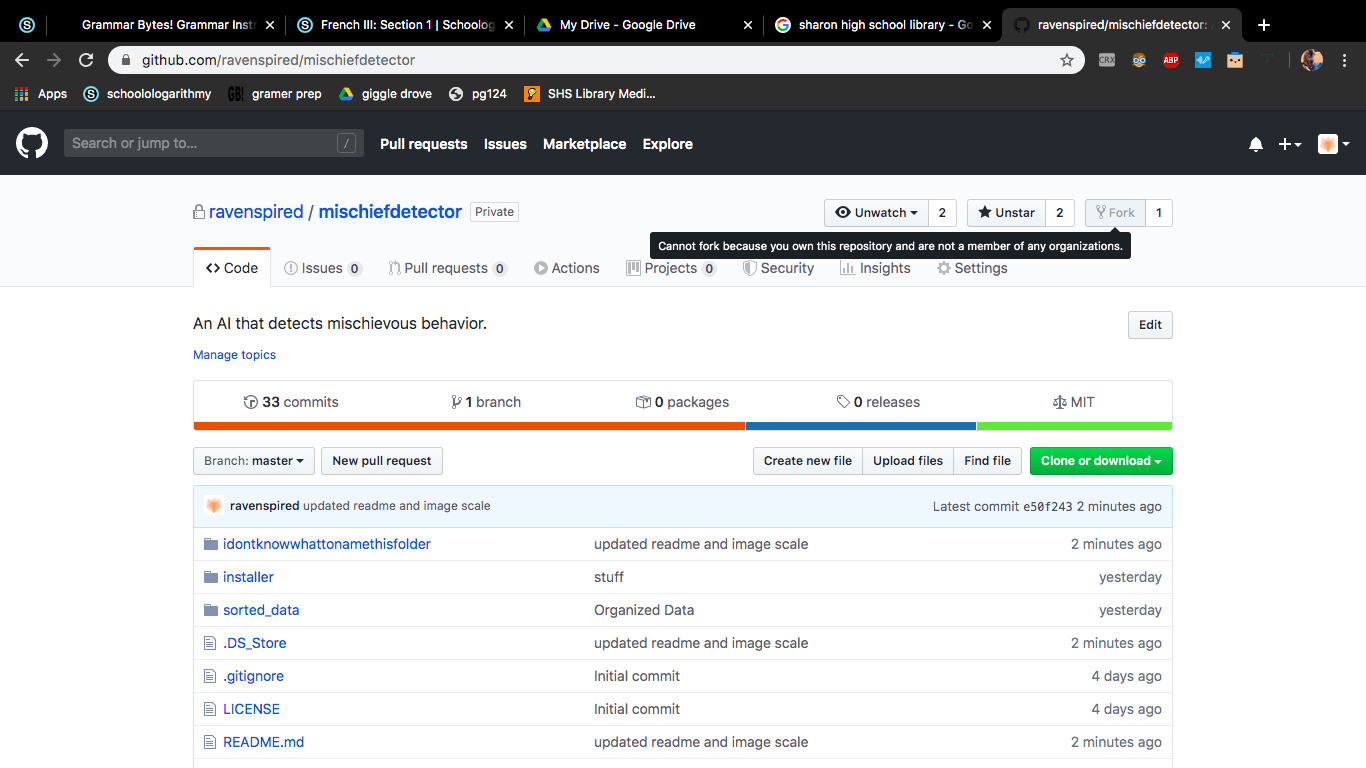 Grammar Bytes! Grammar Instr
French III: Section 1 | Schoolog
My Drive - Google Drive
sharon high school library - Go
ravenspired/mischiefdetector:
github.com/ravenspired/mischiefdetector
CRX
ABP
Apps
schoolologarithmy
GB!
gramer prep
giggle drove
pg124
SHS Library Medi...
Search or jump to...
/
Pull requests
Issues
Marketplace
Explore
ravenspired / mischiefdetector
Private
Unwatch
2
Unstar
2
Fork
1
Cannot fork because you own this repository and are not a member of any organizations.
Code
Issues 0
Pull requests 0
Actions
Projects 0
Security
Insights
Settings
An AI that detects mischievous behavior.
Edit
Manage topics
33 commits
1 branch
0 packages
0 releases
MIT
Branch: master
New pull request
Create new file
Upload files
Find file
Clone or download
ravenspired updated readme and image scale
Latest commit e50f243 2 minutes ago
idontknowwhattonamethisfolder
updated readme and image scale
2 minutes ago
installer
stuff
yesterday
sorted_data
Organized Data
yesterday
.DS_Store
updated readme and image scale
2 minutes ago
.gitignore
Initial commit
4 days ago
LICENSE
Initial commit
4 days ago
README.md
updated readme and image scale
2 minutes ago